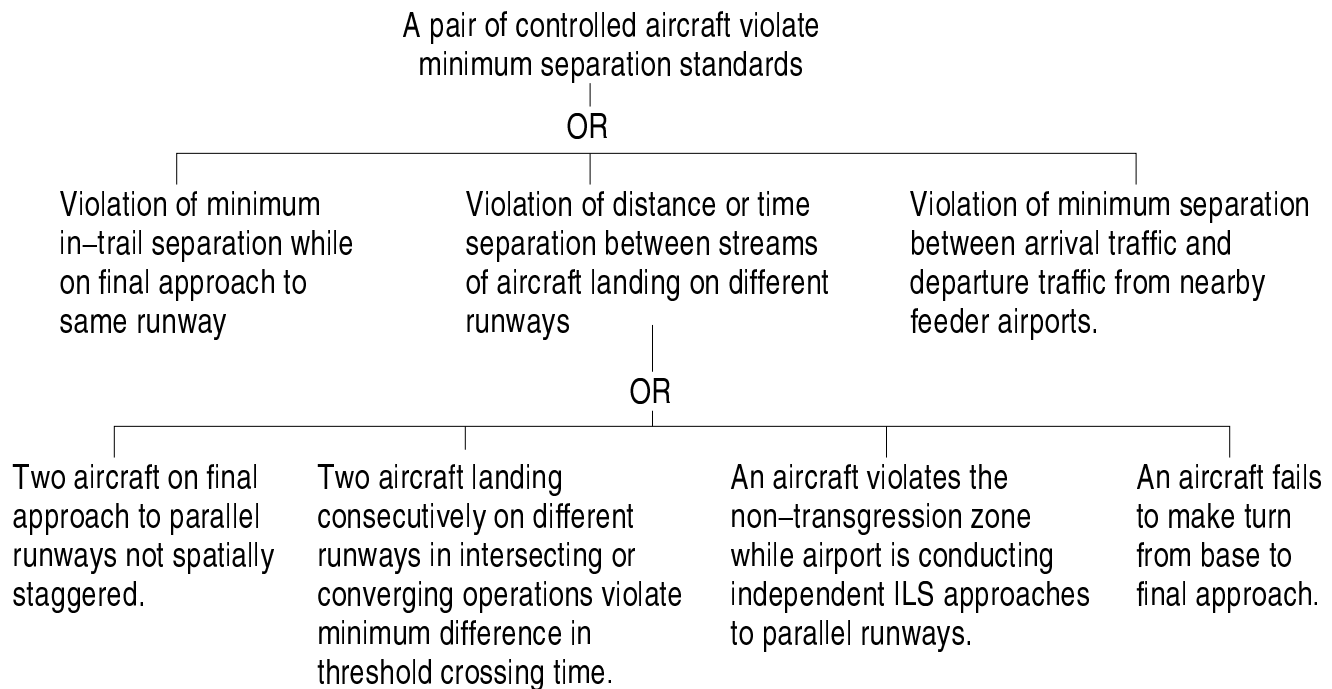 A pair of controlled aircraft violate
minimum separation standards
OR
Violation of minimum
in−trail separation while
on final approach to
same runway
Violation of distance or time
separation between streams
of aircraft landing on different
runways
Violation of minimum separation
between arrival traffic and
departure traffic from nearby
feeder airports.
OR
Two aircraft on final
approach to parallel
runways not spatially
staggered.
Two aircraft landing
consecutively on different
runways in intersecting or
converging operations violate
minimum difference in
threshold crossing time.
An aircraft violates the
non−transgression zone
while airport is conducting
independent ILS approaches
to parallel runways.
An aircraft fails
to make turn
from base to
final approach.